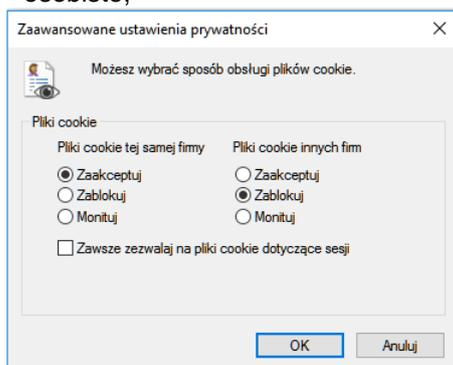 Zaawansowane ustawienia prywatności
Możesz wybrać sposób obsługi plików cookie.
Pliki cookie
Pliki cookie tej samej firmy Pliki cookie innych firm
Zaakceptuj Zaakceptuj
Zablokuj Zablokuj
Monituj Monituj
Zawsze zezwalaj na pliki cookie dotyczące sesji
OK Anuluj